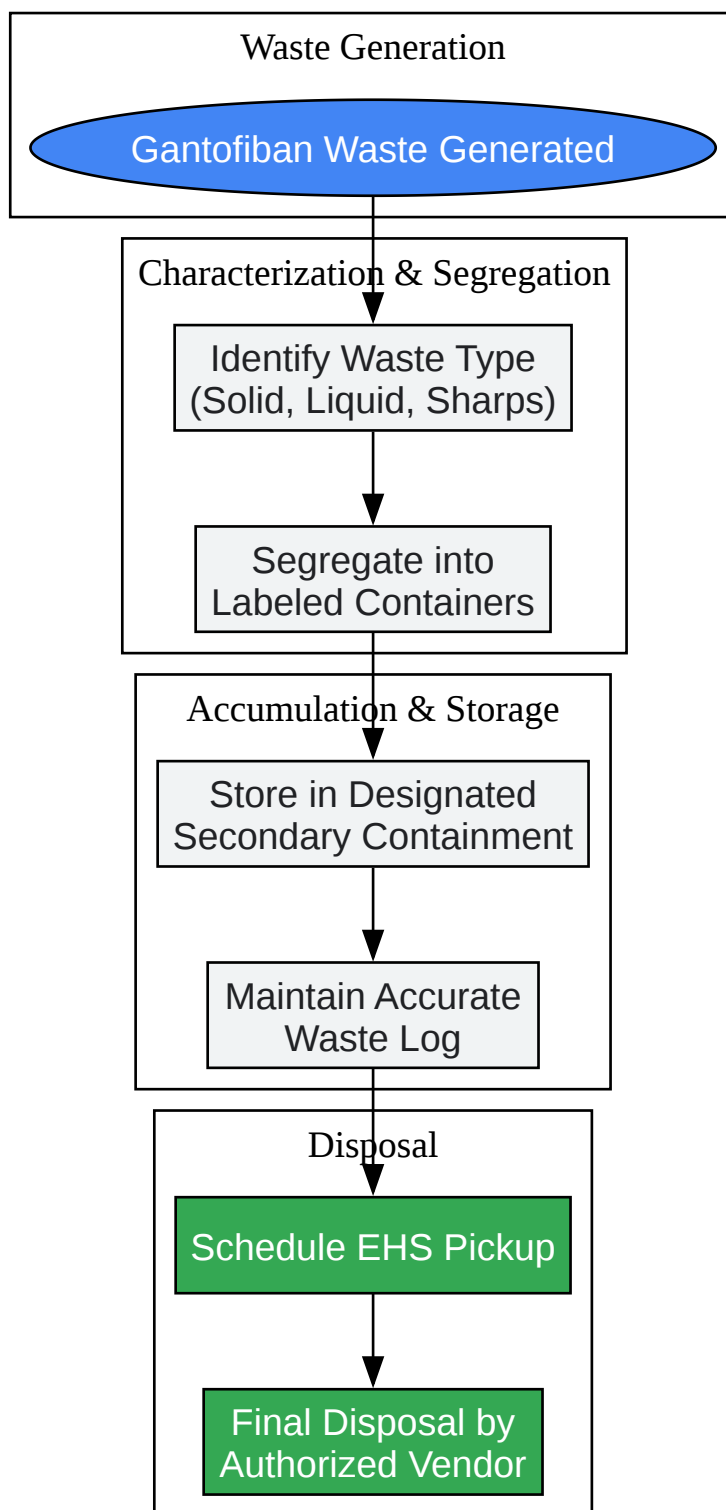 Waste Generation
Gantofiban Waste Generated
Characterization & Segregation
Identify Waste Type
(Solid, Liquid, Sharps)
Segregate into
Labeled Containers
Accumulation & Storage
Store in Designated
Secondary Containment
Maintain Accurate
Waste Log
Disposal
Schedule EHS Pickup
Final Disposal by
Authorized Vendor